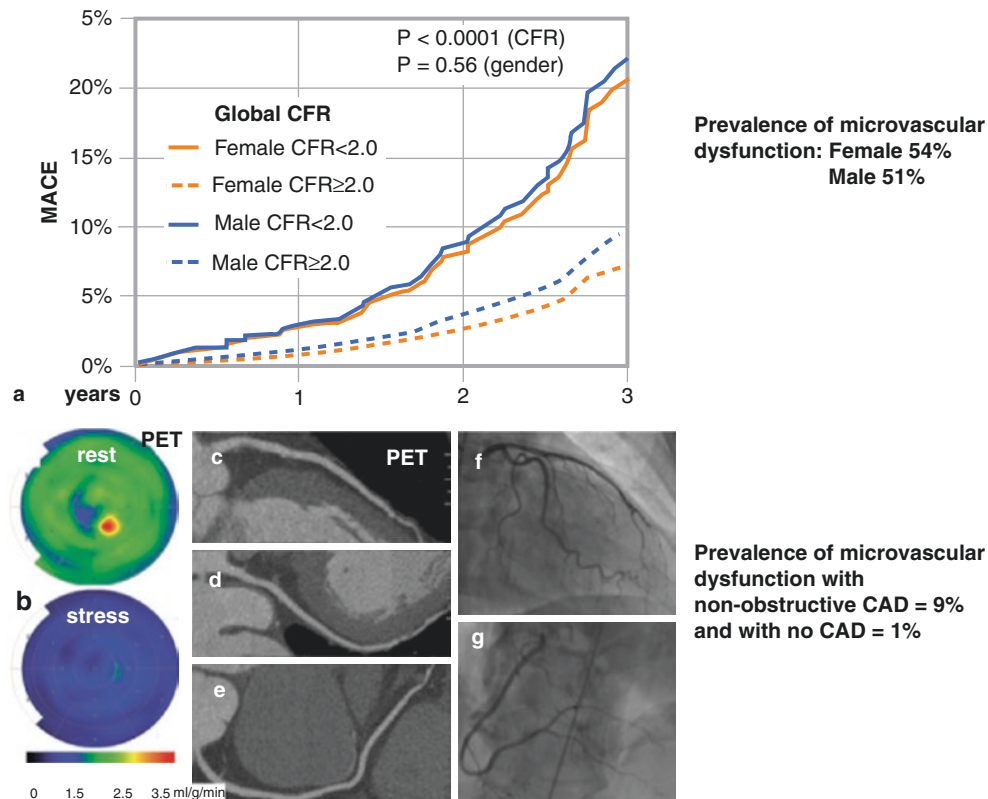 5%
20%
15%
10%
5%
0%
MACE
P < 0.0001 (CFR)
P = 0.56 (gender)
Global CFR
Female CFR<2.0
Female CFR≥2.0
Male CFR<2.0
Male CFR≥2.0
a years 0 1 2 3
Prevalence of microvascular
dysfunction: Female 54%
Male 51%
PET
rest
b
stress
0 1.5 2.5 3.5 ml/g/min
c PET
d
e
f
g
Prevalence of microvascular
dysfunction with
non-obstructive CAD = 9%
and with no CAD = 1%